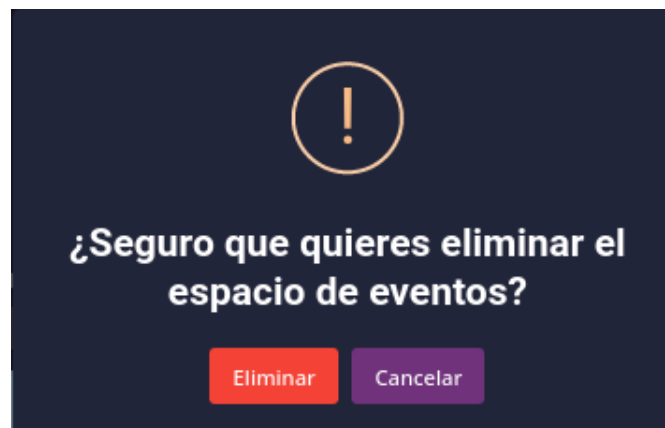 ¿Seguro que quieres eliminar el
espacio de eventos?
Eliminar Cancelar